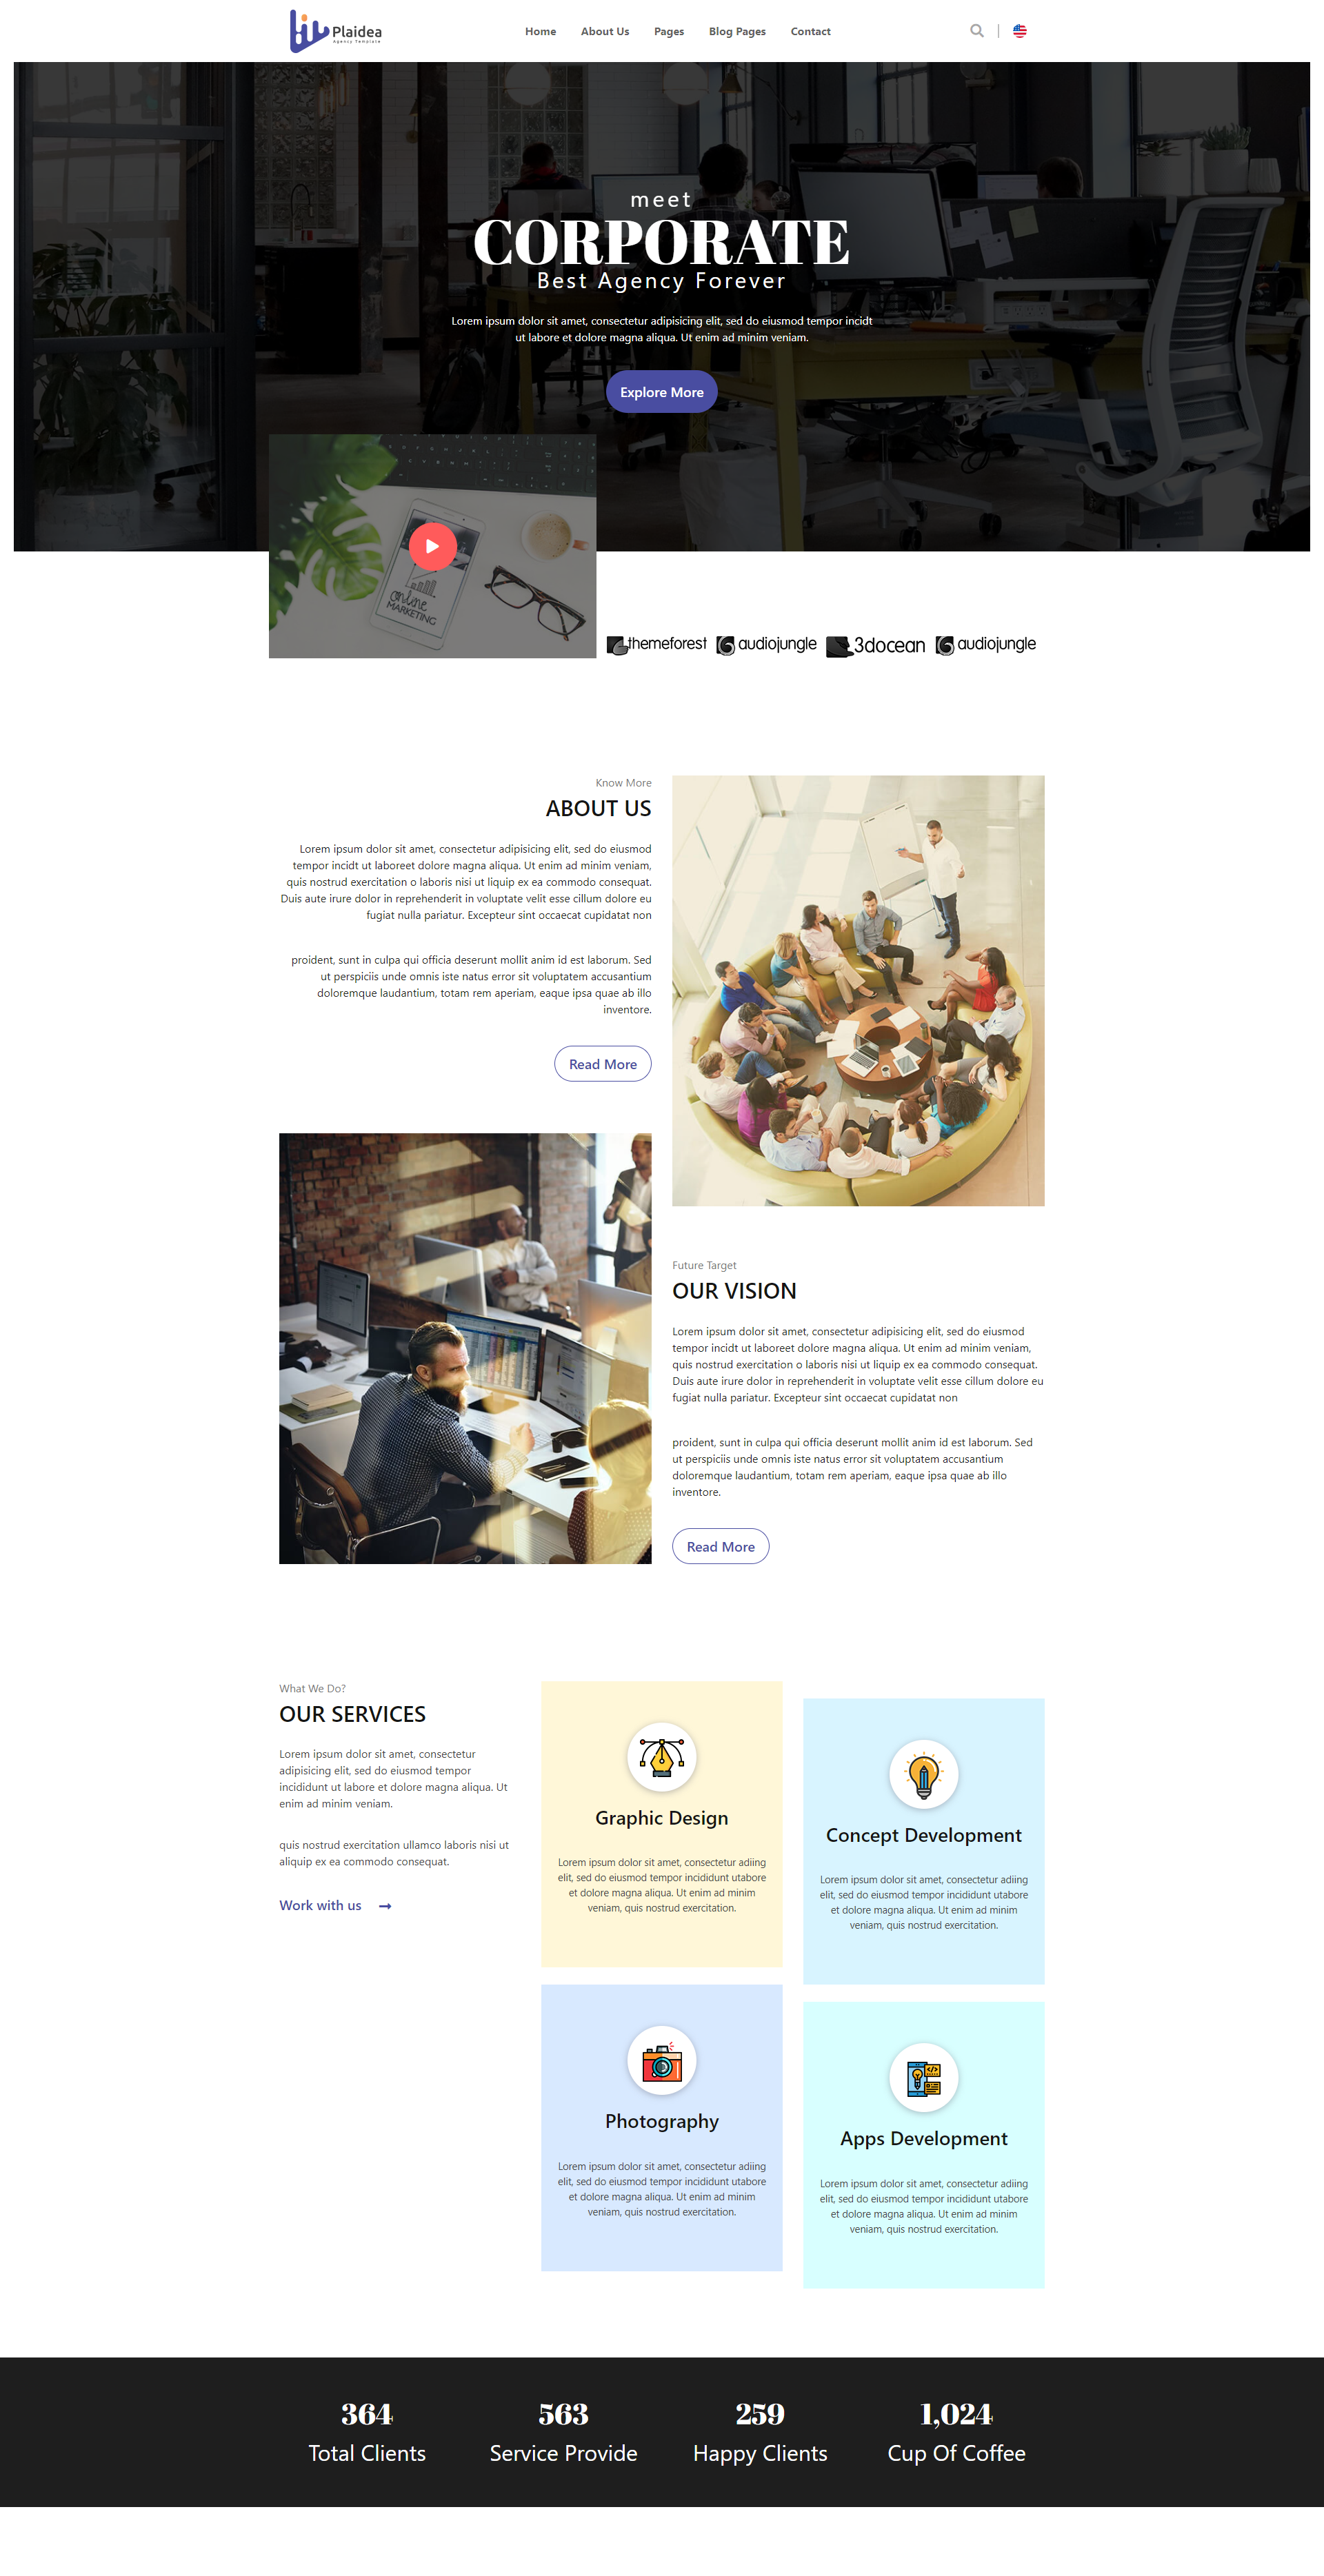 Plaidea
Agency Template
Home
About Us
Pages
Blog Pages
Contact
meet
CORPORATE
Best Agency Forever
Lorem ipsum dolor sit amet, consectetur adipisicing elit, sed do eiusmod tempor incidt
ut labore et dolore magna aliqua. Ut enim ad minim veniam.
Explore More
online
MARKETING
themeforest
audiojungle
3docean
audiojungle
Know More
ABOUT US
Lorem ipsum dolor sit amet, consectetur adipisicing elit, sed do eiusmod
tempor incidt ut laboreet dolore magna aliqua. Ut enim ad minim veniam,
quis nostrud exercitation o laboris nisi ut liquip ex ea commodo consequat.
Duis aute irure dolor in reprehenderit in voluptate velit esse cillum dolore eu
fugiat nulla pariatur. Excepteur sint occaecat cupidatat non
proident, sunt in culpa qui officia deserunt mollit anim id est laborum. Sed
ut perspiciis unde omnis iste natus error sit voluptatem accusantium
doloremque laudantium, totam rem aperiam, eaque ipsa quae ab illo
inventore.
Read More
Future Target
OUR VISION
Lorem ipsum dolor sit amet, consectetur adipisicing elit, sed do eiusmod
tempor incidt ut laboreet dolore magna aliqua. Ut enim ad minim veniam,
quis nostrud exercitation o laboris nisi ut liquip ex ea commodo consequat.
Duis aute irure dolor in reprehenderit in voluptate velit esse cillum dolore eu
fugiat nulla pariatur. Excepteur sint occaecat cupidatat non
proident, sunt in culpa qui officia deserunt mollit anim id est laborum. Sed
ut perspiciis unde omnis iste natus error sit voluptatem accusantium
doloremque laudantium, totam rem aperiam, eaque ipsa quae ab illo
inventore.
Read More
What We Do?
OUR SERVICES
Lorem ipsum dolor sit amet, consectetur
adipisicing elit, sed do eiusmod tempor
incididunt ut labore et dolore magna aliqua. Ut
enim ad minim veniam.
quis nostrud exercitation ullamco laboris nisi ut
aliquip ex ea commodo consequat.
Work with us
Graphic Design
Lorem ipsum dolor sit amet, consectetur adiing
elit, sed do eiusmod tempor incididunt utabore
et dolore magna aliqua. Ut enim ad minim
veniam, quis nostrud exercitation.
Concept Development
Lorem ipsum dolor sit amet, consectetur adiing
elit, sed do eiusmod tempor incididunt utabore
et dolore magna aliqua. Ut enim ad minim
veniam, quis nostrud exercitation.
Photography
Lorem ipsum dolor sit amet, consectetur adiing
elit, sed do eiusmod tempor incididunt utabore
et dolore magna aliqua. Ut enim ad minim
veniam, quis nostrud exercitation.
Apps Development
Lorem ipsum dolor sit amet, consectetur adiing
elit, sed do eiusmod tempor incididunt utabore
et dolore magna aliqua. Ut enim ad minim
veniam, quis nostrud exercitation.
364
Total Clients
563
Service Provide
259
Happy Clients
1,024
Cup Of Coffee